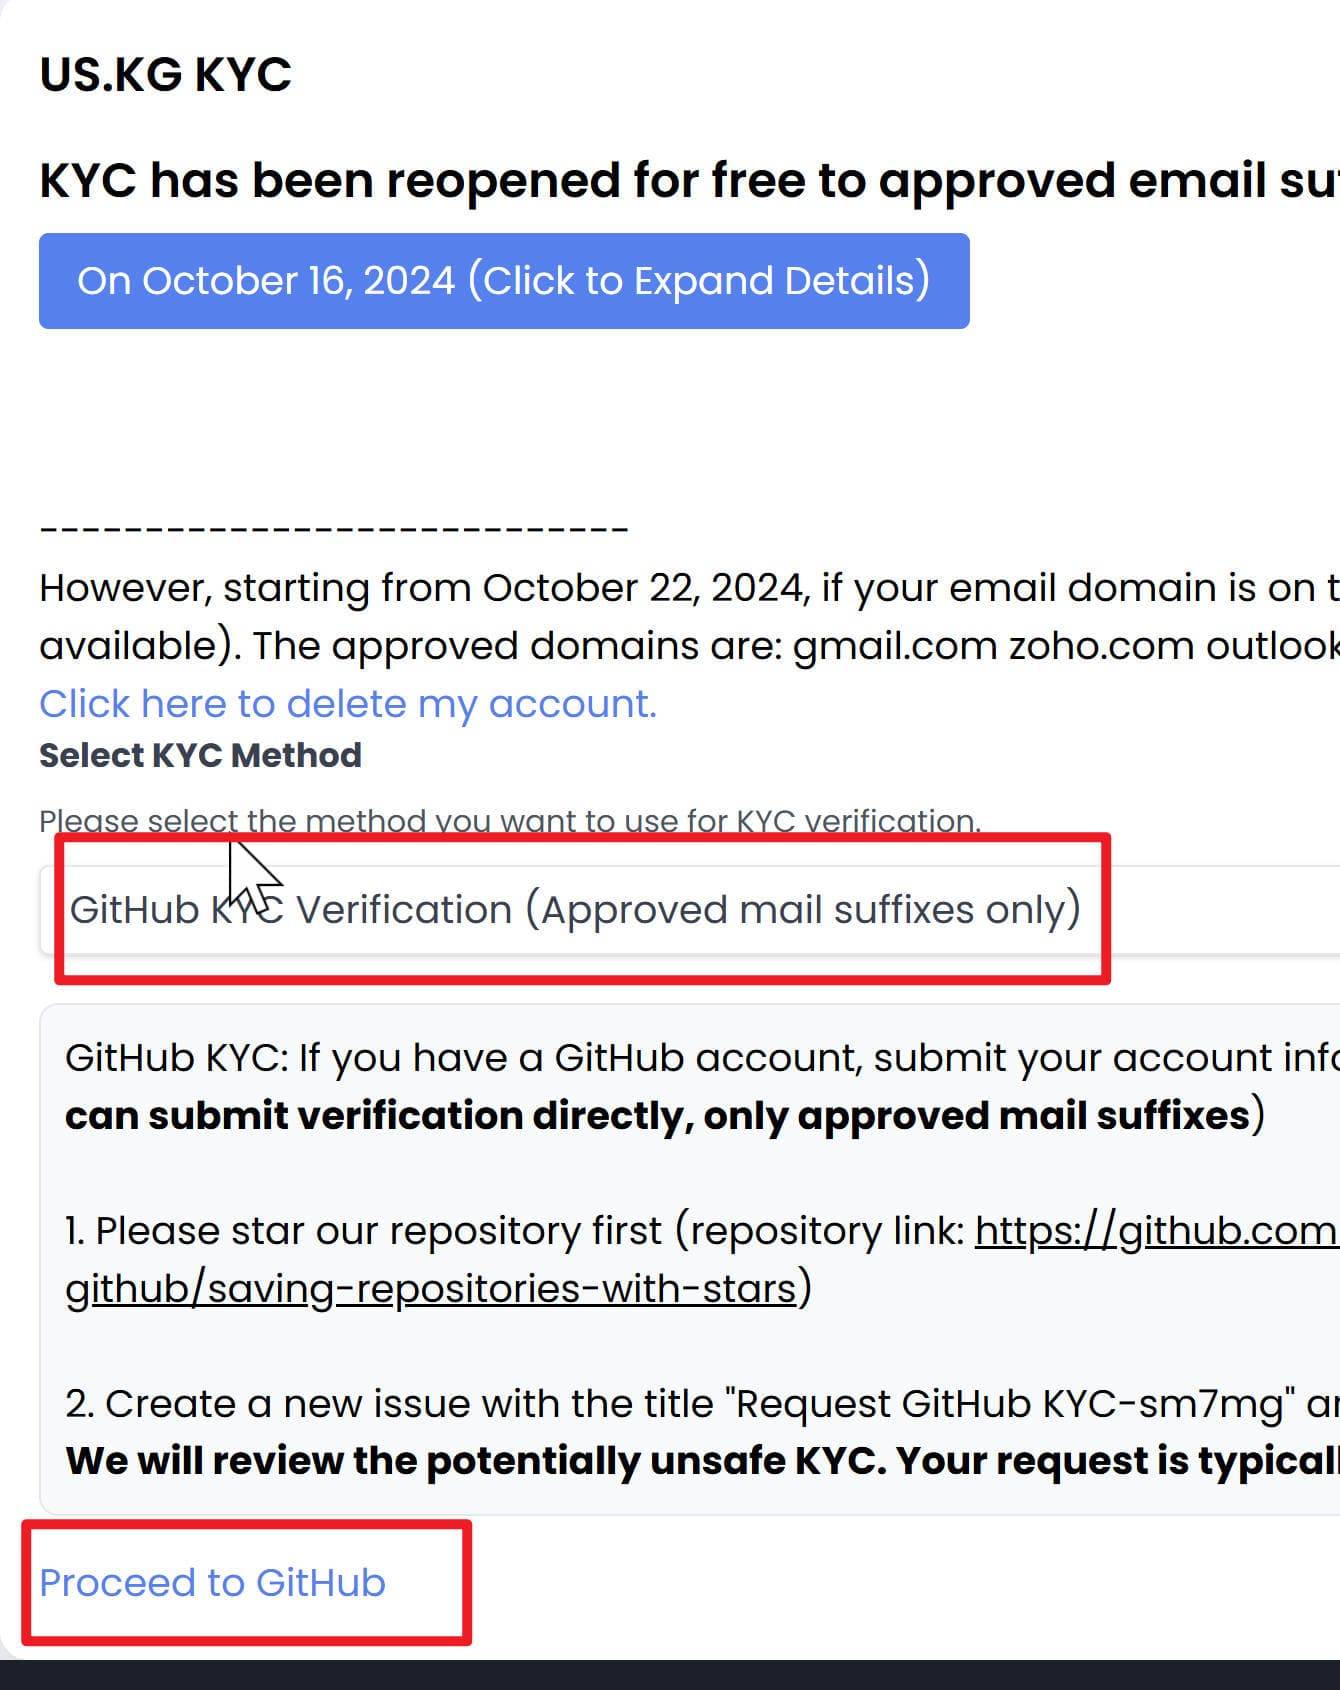 US.KG KYC
KYC has been reopened for free to approved email
On October 16, 2024 (Click to Expand Details)
----------------------------
However, starting from October 22, 2024, if your email domain is on
available). The approved domains are: gmail.com zoho.com outlook
Click here to delete my account.
Select KYC Method
Please select the method you want to use for KYC verification.
GitHub KYC Verification (Approved mail suffixes only)
GitHub KYC: If you have a GitHub account, submit your account
can submit verification directly, only approved mail suffixes)
1. Please star our repository first (repository link: https://github.com
github/saving-repositories-with-stars)
2. Create a new issue with the title "Request GitHub KYC-sm7mg"
We will review the potentially unsafe KYC. Your request is
Proceed to GitHub